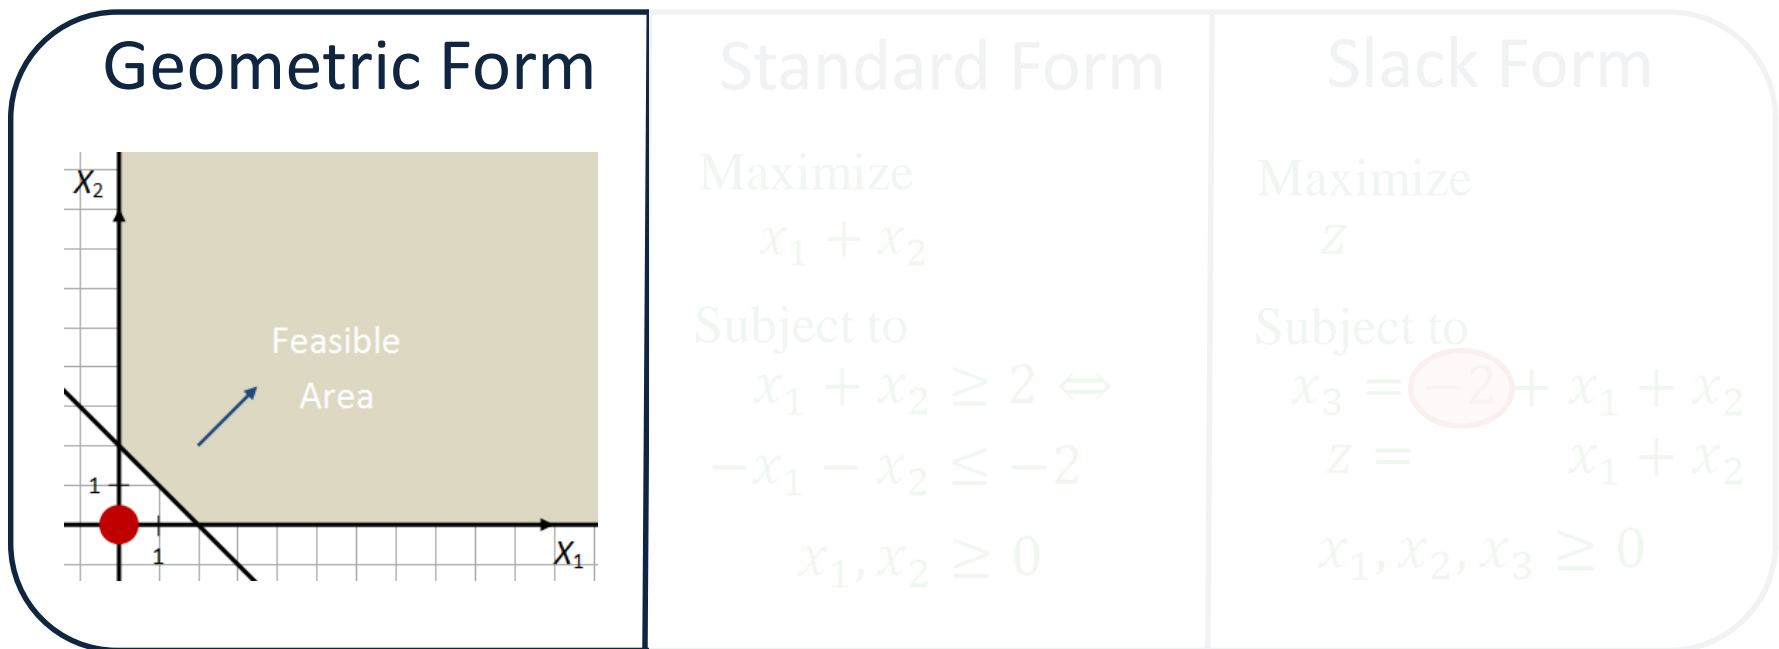 Geometric Form
X₂
Feasible
Area
1
1
X₁
Standard Form
Maximize
x₁ + x₂
Subject to
x₁ + x₂ ≥ 2 ⇔
−x₁ − x₂ ≤ −2
x₁, x₂ ≥ 0
Slack Form
Maximize
z
Subject to
x₃ = −2 + x₁ + x₂
z = x₁ + x₂
x₁, x₂, x₃ ≥ 0